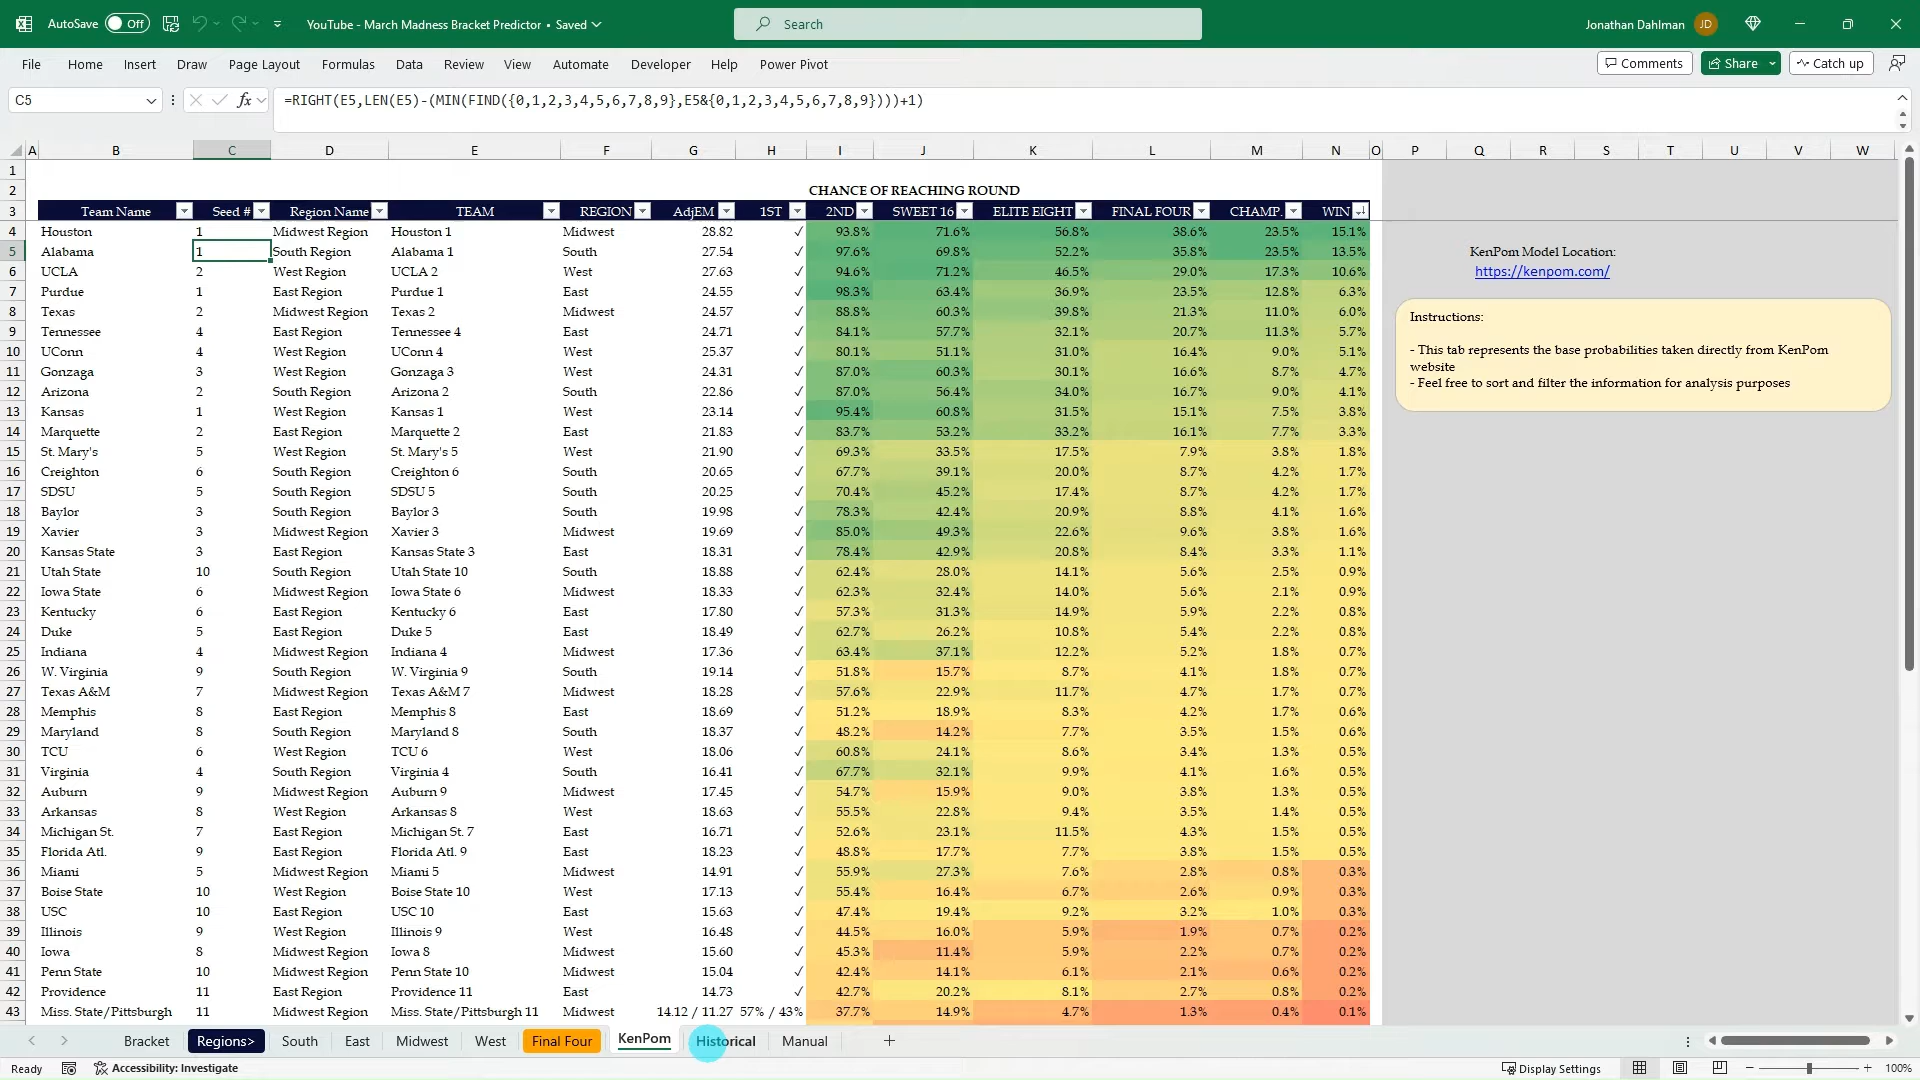 AutoSave Off YouTube - March Madness Bracket Predictor • Saved Search Jonathan Dahlman JD
File Home Insert Draw Page Layout Formulas Data Review View Automate Developer Help Power Pivot Comments Share Catch up
C5 fx =RIGHT(E5,LEN(E5)-(MIN(FIND({0,1,2,3,4,5,6,7,8,9},E5&{0,1,2,3,4,5,6,7,8,9})))+1)
A B C D E F G H I J K L M N O P Q R S T U V W
1
2 CHANCE OF REACHING ROUND
3 Team Name Seed # Region Name TEAM REGION AdjEM 1ST 2ND SWEET 16 ELITE EIGHT FINAL FOUR CHAMP. WIN
4 Houston 1 Midwest Region Houston 1 Midwest 28.82 ✓ 93.8% 71.6% 56.8% 38.6% 23.5% 15.1%
5 Alabama 1 South Region Alabama 1 South 27.54 ✓ 97.6% 69.8% 52.2% 35.8% 23.5% 13.5%
6 UCLA 2 West Region UCLA 2 West 27.63 ✓ 94.6% 71.2% 46.5% 29.0% 17.3% 10.6%
7 Purdue 1 East Region Purdue 1 East 24.55 ✓ 98.3% 63.4% 36.9% 23.5% 12.8% 6.3%
8 Texas 2 Midwest Region Texas 2 Midwest 24.57 ✓ 88.8% 60.3% 39.8% 21.3% 11.0% 6.0%
9 Tennessee 4 East Region Tennessee 4 East 24.71 ✓ 84.1% 57.7% 32.1% 20.7% 11.3% 5.7%
10 UConn 4 West Region UConn 4 West 25.37 ✓ 80.1% 51.1% 31.0% 16.4% 9.0% 5.1%
11 Gonzaga 3 West Region Gonzaga 3 West 24.31 ✓ 87.0% 60.3% 30.1% 16.6% 8.7% 4.7%
12 Arizona 2 South Region Arizona 2 South 22.86 ✓ 87.0% 56.4% 34.0% 16.7% 9.0% 4.1%
13 Kansas 1 West Region Kansas 1 West 23.14 ✓ 95.4% 60.8% 31.5% 15.1% 7.5% 3.8%
14 Marquette 2 East Region Marquette 2 East 21.83 ✓ 83.7% 53.2% 33.2% 16.1% 7.7% 3.3%
15 St. Mary's 5 West Region St. Mary's 5 West 21.90 ✓ 69.3% 33.5% 17.5% 7.9% 3.8% 1.8%
16 Creighton 6 South Region Creighton 6 South 20.65 ✓ 67.7% 39.1% 20.0% 8.7% 4.2% 1.7%
17 SDSU 5 South Region SDSU 5 South 20.25 ✓ 70.4% 45.2% 17.4% 8.7% 4.2% 1.7%
18 Baylor 3 South Region Baylor 3 South 19.98 ✓ 78.3% 42.4% 20.9% 8.8% 4.1% 1.6%
19 Xavier 3 Midwest Region Xavier 3 Midwest 19.69 ✓ 85.0% 49.3% 22.6% 9.6% 3.8% 1.6%
20 Kansas State 3 East Region Kansas State 3 East 18.31 ✓ 78.4% 42.9% 20.8% 8.4% 3.3% 1.1%
21 Utah State 10 South Region Utah State 10 South 18.88 ✓ 62.4% 28.0% 14.1% 5.6% 2.5% 0.9%
22 Iowa State 6 Midwest Region Iowa State 6 Midwest 18.33 ✓ 62.3% 32.4% 14.0% 5.6% 2.1% 0.9%
23 Kentucky 6 East Region Kentucky 6 East 17.80 ✓ 57.3% 31.3% 14.9% 5.9% 2.2% 0.8%
24 Duke 5 East Region Duke 5 East 18.49 ✓ 62.7% 26.2% 10.8% 5.4% 2.2% 0.8%
25 Indiana 4 Midwest Region Indiana 4 Midwest 17.36 ✓ 63.4% 37.1% 12.2% 5.2% 1.8% 0.7%
26 W. Virginia 9 South Region W. Virginia 9 South 19.14 ✓ 51.8% 15.7% 8.7% 4.1% 1.8% 0.7%
27 Texas A&M 7 Midwest Region Texas A&M 7 Midwest 18.28 ✓ 57.6% 22.9% 11.7% 4.7% 1.7% 0.7%
28 Memphis 8 East Region Memphis 8 East 18.69 ✓ 51.2% 18.9% 8.3% 4.2% 1.7% 0.6%
29 Maryland 8 South Region Maryland 8 South 18.37 ✓ 48.2% 14.2% 7.7% 3.5% 1.5% 0.6%
30 TCU 6 West Region TCU 6 West 18.06 ✓ 60.8% 24.1% 8.6% 3.4% 1.3% 0.5%
31 Virginia 4 South Region Virginia 4 South 16.41 ✓ 67.7% 32.1% 9.9% 4.1% 1.6% 0.5%
32 Auburn 9 Midwest Region Auburn 9 Midwest 17.45 ✓ 54.7% 15.9% 9.0% 3.8% 1.3% 0.5%
33 Arkansas 8 West Region Arkansas 8 West 18.63 ✓ 55.5% 22.8% 9.4% 3.5% 1.4% 0.5%
34 Michigan St. 7 East Region Michigan St. 7 East 16.71 ✓ 52.6% 23.1% 11.5% 4.3% 1.5% 0.5%
35 Florida Atl. 9 East Region Florida Atl. 9 East 18.23 ✓ 48.8% 17.7% 7.7% 3.8% 1.5% 0.5%
36 Miami 5 Midwest Region Miami 5 Midwest 14.91 ✓ 55.9% 27.3% 7.6% 2.8% 0.8% 0.3%
37 Boise State 10 West Region Boise State 10 West 17.13 ✓ 55.4% 16.4% 6.7% 2.6% 0.9% 0.3%
38 USC 10 East Region USC 10 East 15.63 ✓ 47.4% 19.4% 9.2% 3.2% 1.0% 0.3%
39 Illinois 9 West Region Illinois 9 West 16.48 ✓ 44.5% 16.0% 5.9% 1.9% 0.7% 0.2%
40 Iowa 8 Midwest Region Iowa 8 Midwest 15.60 ✓ 45.3% 11.4% 5.9% 2.2% 0.7% 0.2%
41 Penn State 10 Midwest Region Penn State 10 Midwest 15.04 ✓ 42.4% 14.1% 6.1% 2.1% 0.6% 0.2%
42 Providence 11 East Region Providence 11 East 14.73 ✓ 42.7% 20.2% 8.1% 2.7% 0.8% 0.2%
43 Miss. State/Pittsburgh 11 Midwest Region Miss. State/Pittsburgh 11 Midwest 14.12 / 11.27 57% / 43% 37.7% 14.9% 4.7% 1.3% 0.4% 0.1%
KenPom Model Location:
https://kenpom.com/
Instructions:
- This tab represents the base probabilities taken directly from KenPom
website
- Feel free to sort and filter the information for analysis purposes
Bracket Regions> South East Midwest West Final Four KenPom Historical Manual
Ready Accessibility: Investigate Display Settings 100%